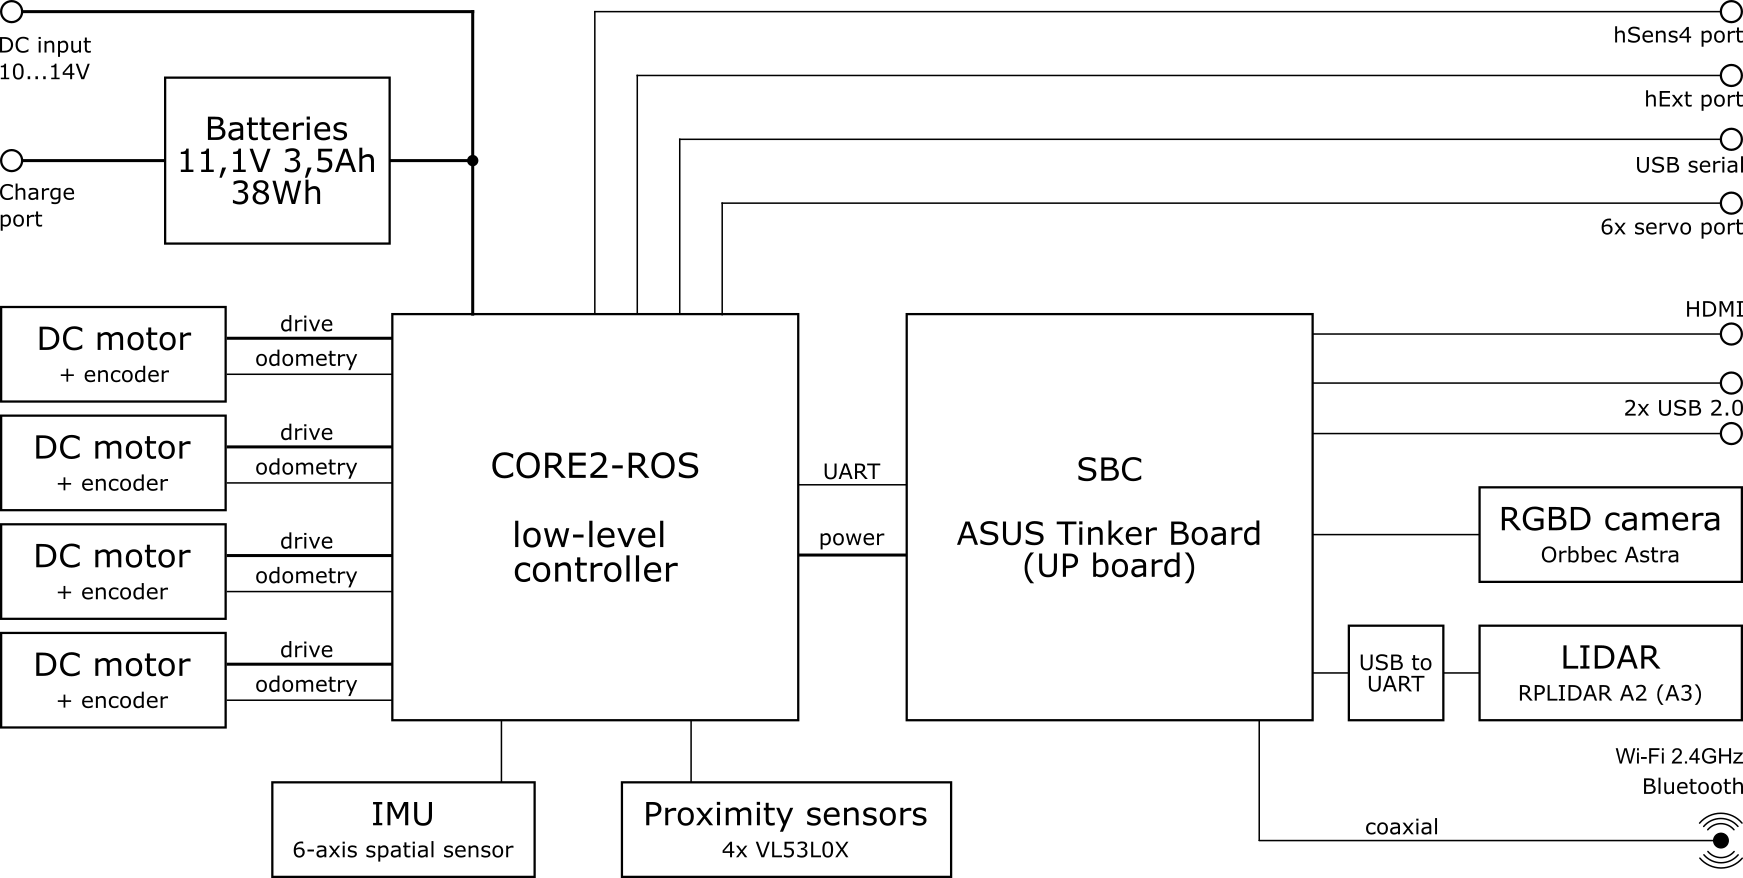 DC input
10...14V
hSens4 port
hExt port
USB serial
6x servo port
Batteries
11,1V 3,5Ah
38Wh
Charge
port
HDMI
2x USB 2.0
DC motor
+ encoder
drive
odometry
DC motor
+ encoder
drive
odometry
DC motor
+ encoder
drive
odometry
DC motor
+ encoder
drive
odometry
CORE2-ROS
low-level
controller
UART
power
SBC
ASUS Tinker Board
(UP board)
RGBD camera
Orbbec Astra
USB to
UART
LIDAR
RPLIDAR A2 (A3)
IMU
6-axis spatial sensor
Proximity sensors
4x VL53L0X
Wi-Fi 2.4GHz
Bluetooth
coaxial